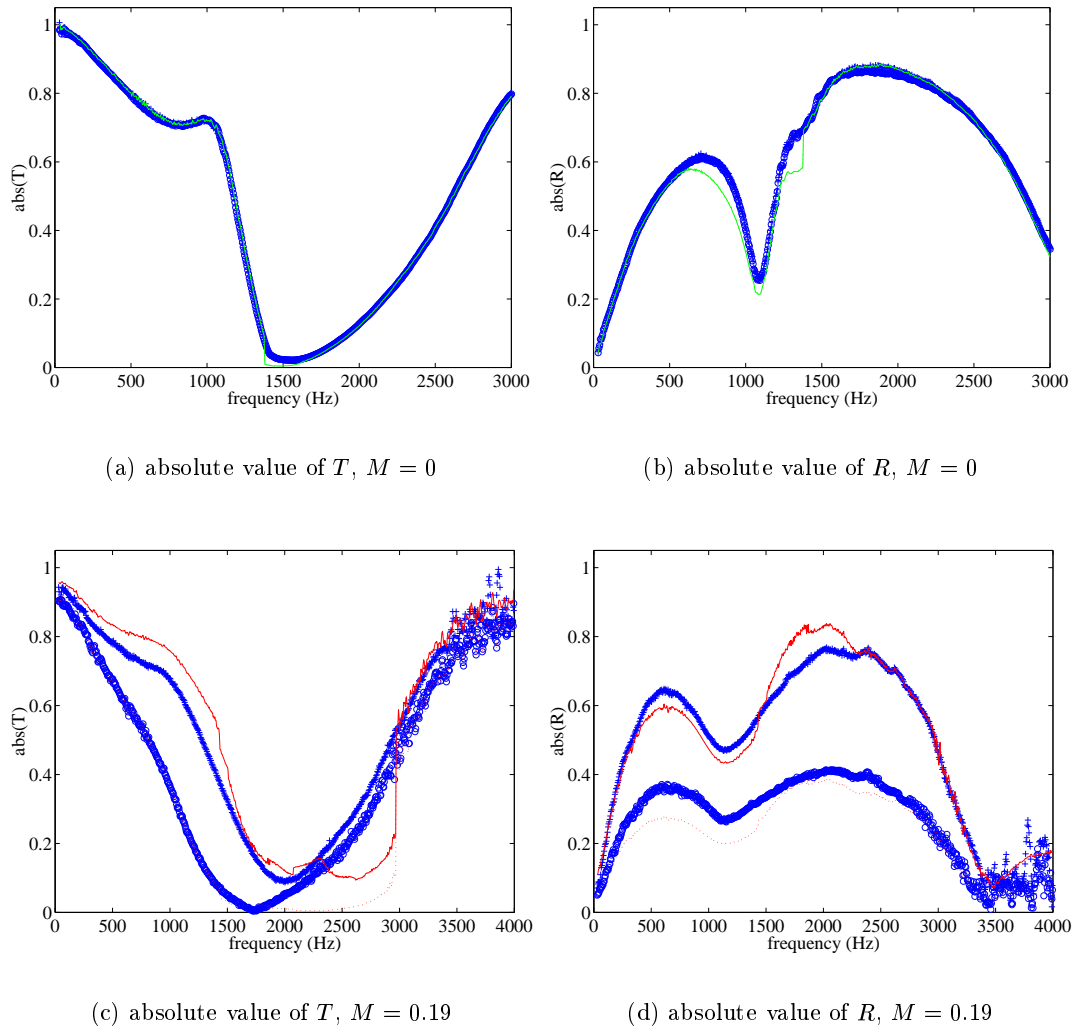 1
0.8
0.6
0.4
0.2
0
abs(T)
0 500 1000 1500 2000 2500 3000
frequency (Hz)
1
0.8
0.6
0.4
0.2
0
abs(R)
0 500 1000 1500 2000 2500 3000
frequency (Hz)
(a) absolute value of T, M = 0
(b) absolute value of R, M = 0
1
0.8
0.6
0.4
0.2
0
abs(T)
0 500 1000 1500 2000 2500 3000 3500 4000
frequency (Hz)
1
0.8
0.6
0.4
0.2
0
abs(R)
0 500 1000 1500 2000 2500 3000 3500 4000
frequency (Hz)
(c) absolute value of T, M = 0.19
(d) absolute value of R, M = 0.19